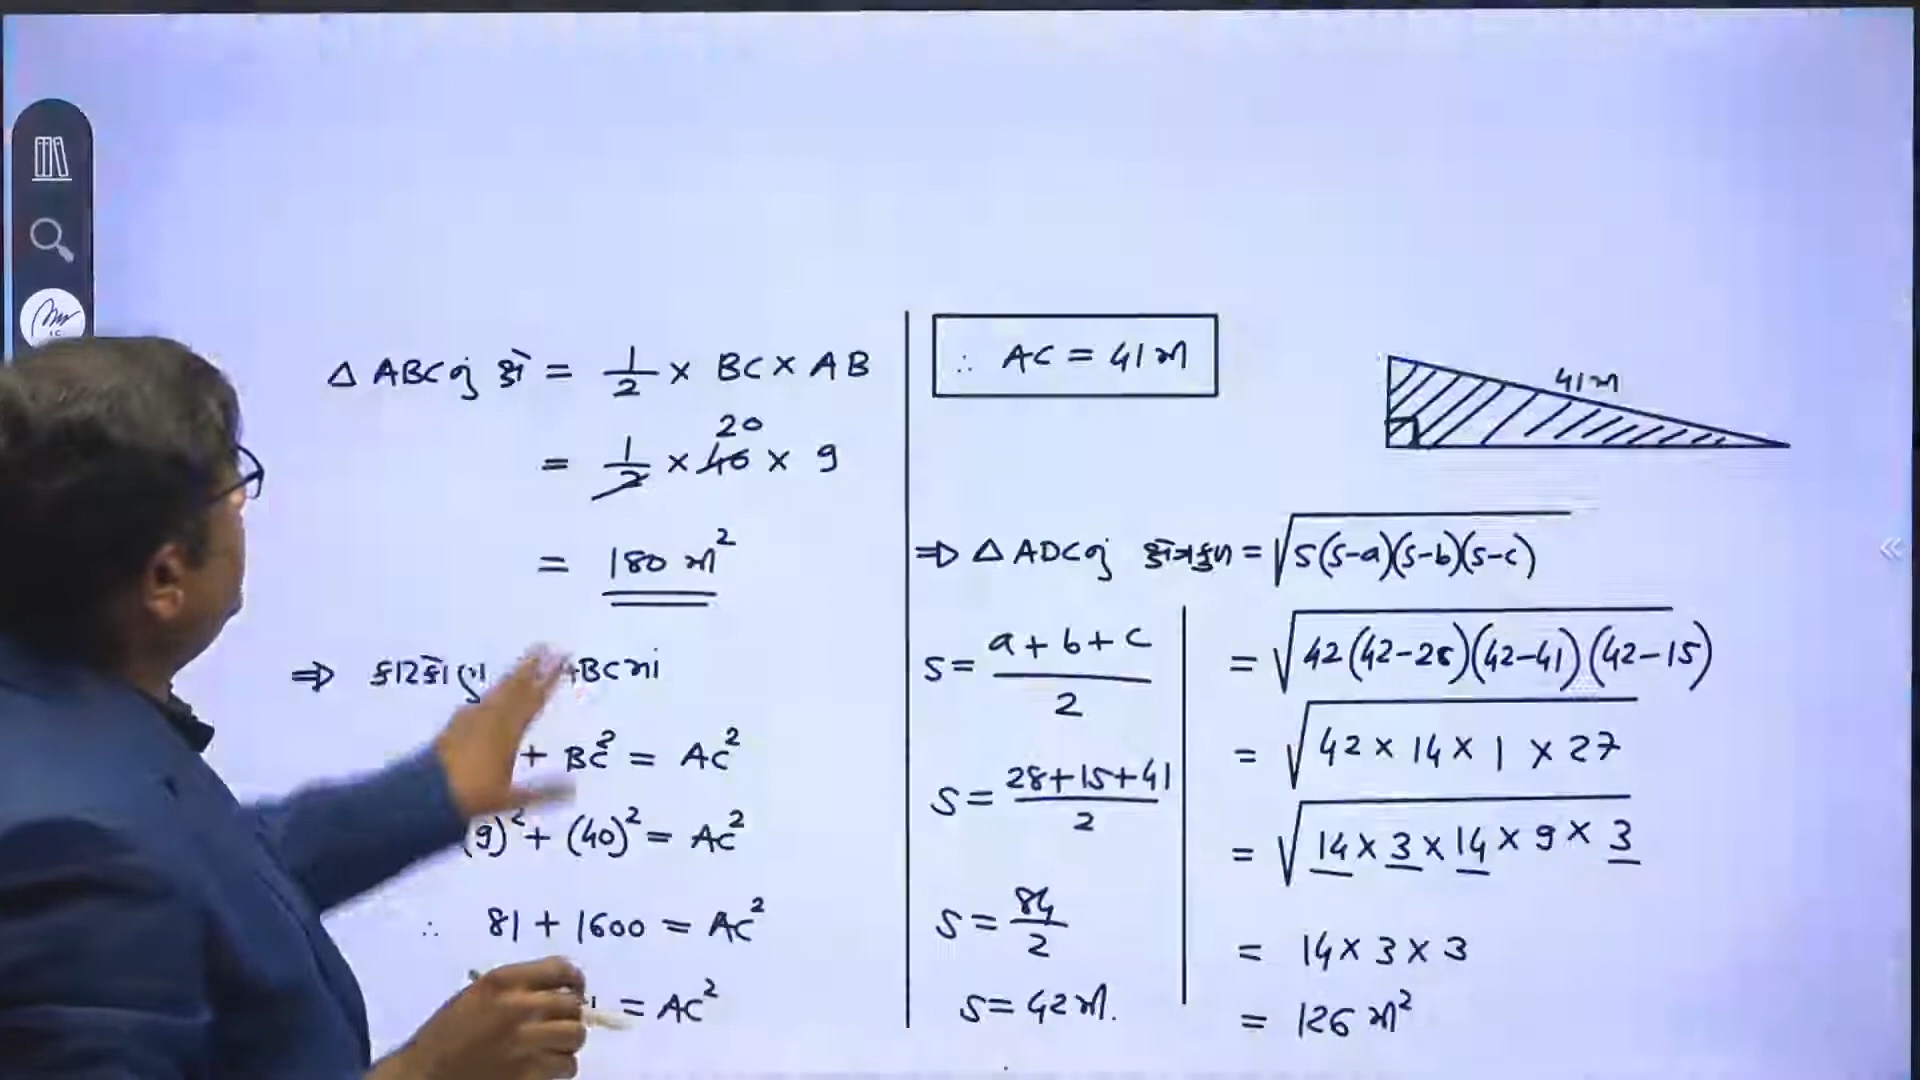 △ ABCનું ક્ષે = 1/2 × BC × AB
20
= 1/2 × 40 × 9
= 180 મી²
⇒ કાટકોણ BCમાં
+ BC² = AC²
(9)² + (40)² = AC²
∴ 81 + 1600 = AC²
= AC²
∴ AC = 41 મી
41 મી
⇒ △ ADCનું ક્ષેત્રફળ = √s(s-a)(s-b)(s-c)
s = a + b + c / 2
s = 28+15+41 / 2
s = 84 / 2
s = 42 મી.
= √42(42-28)(42-41)(42-15)
= √42 × 14 × 1 × 27
= √14 × 3 × 14 × 9 × 3
= 14 × 3 × 3
= 126 મી²